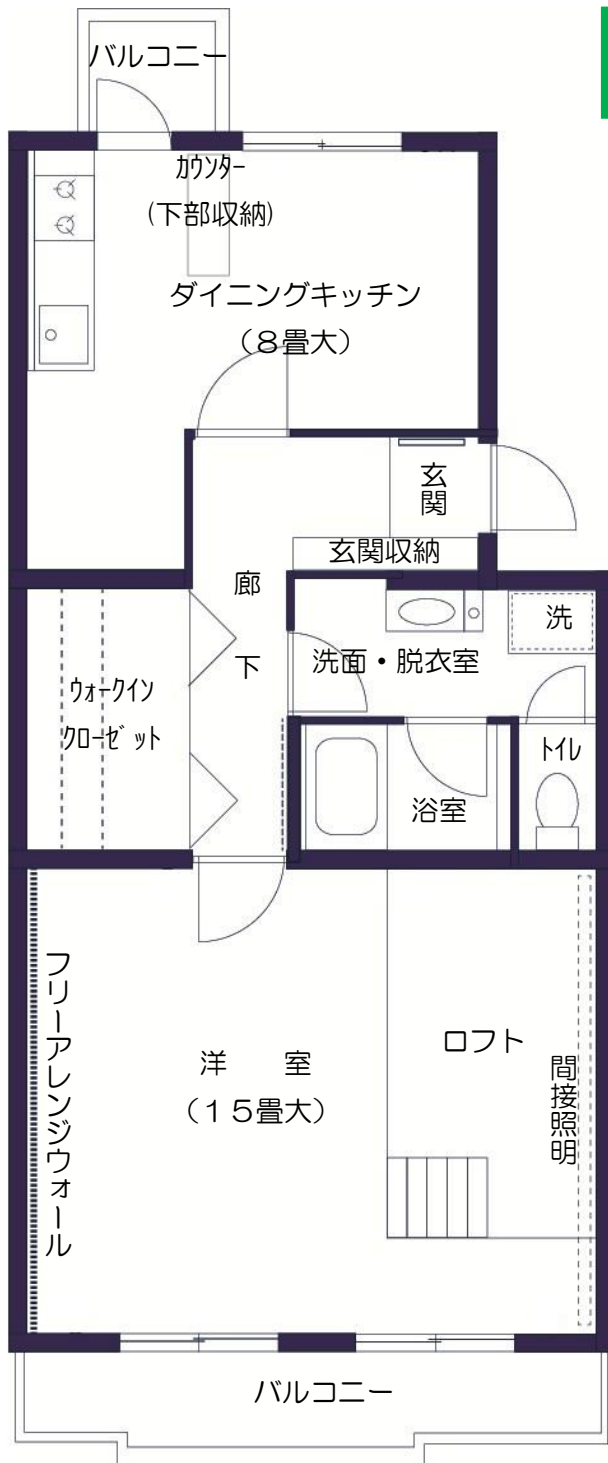 バルコニー
ｶｳﾝﾀｰ
(下部収納)
ダイニングキッチン
（８畳大）
玄関
玄関収納
廊下
洗
洗面・脱衣室
ｳｫｰｸｲﾝ
ｸﾛｰｾﾞｯﾄ
ﾄｲﾚ
浴室
フリーアレンジウォール
洋　室
（１５畳大）
ロフト
間接照明
バルコニー